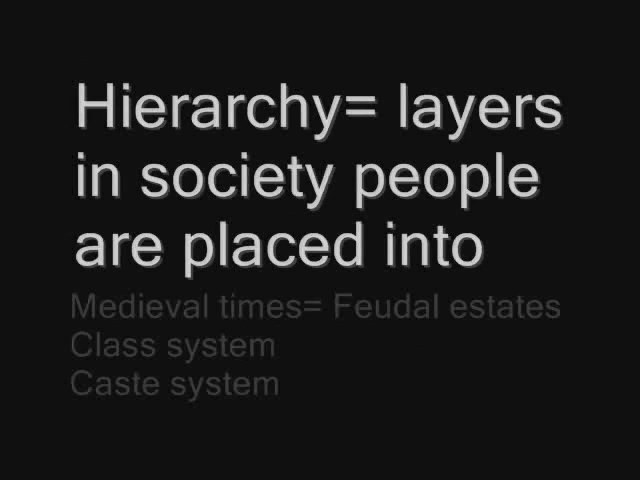 Hierarchy= layers
in society people
are placed into
Medieval times= Feudal estates
Class system
Caste system